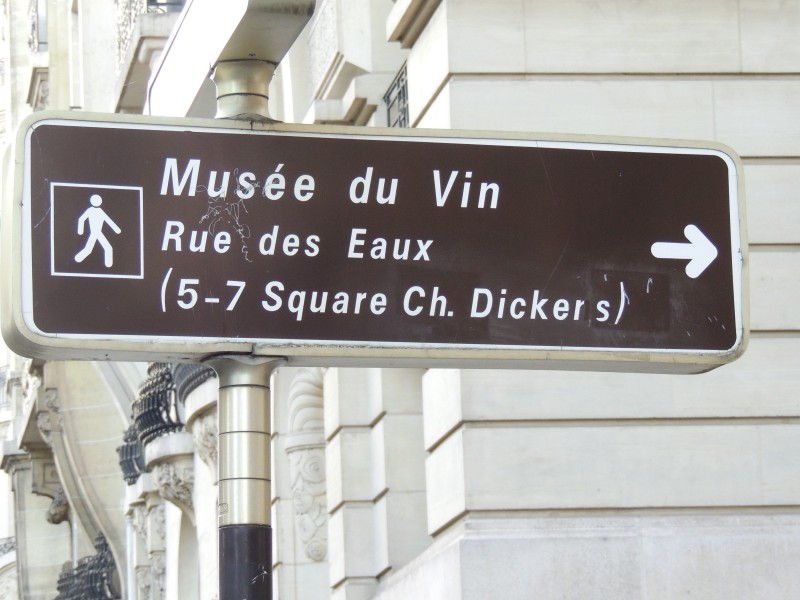 Musée du Vin
Rue des Eaux
(5-7 Square Ch. Dickens)